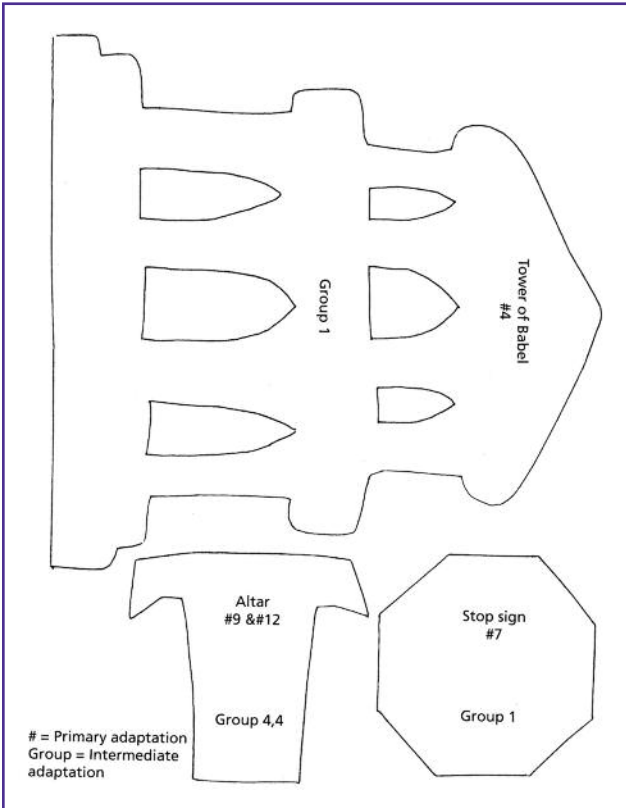 Tower of Babel
#4
Group 1
Altar
#9 &#12
Group 4,4
Stop sign
#7
Group 1
# = Primary adaptation
Group = Intermediate
adaptation